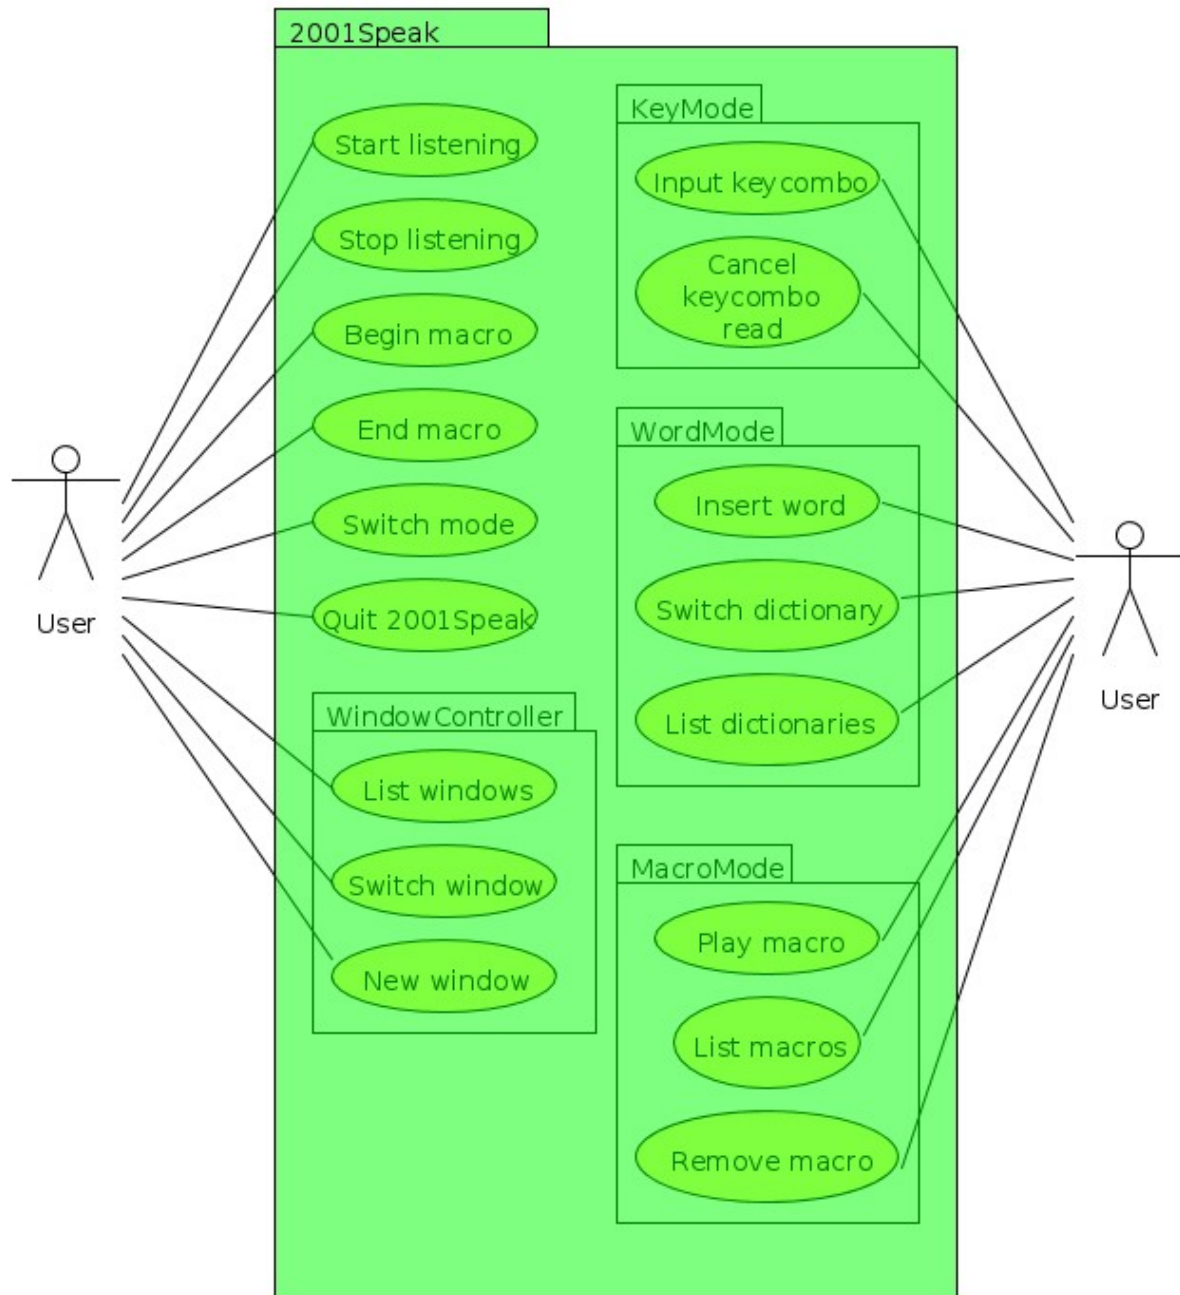 2001Speak
Start listening
Stop listening
Begin macro
End macro
Switch mode
Quit 2001Speak
WindowController
List windows
Switch window
New window
KeyMode
Input keycombo
Cancel
keycombo
read
WordMode
Insert word
Switch dictionary
List dictionaries
MacroMode
Play macro
List macros
Remove macro
User
User